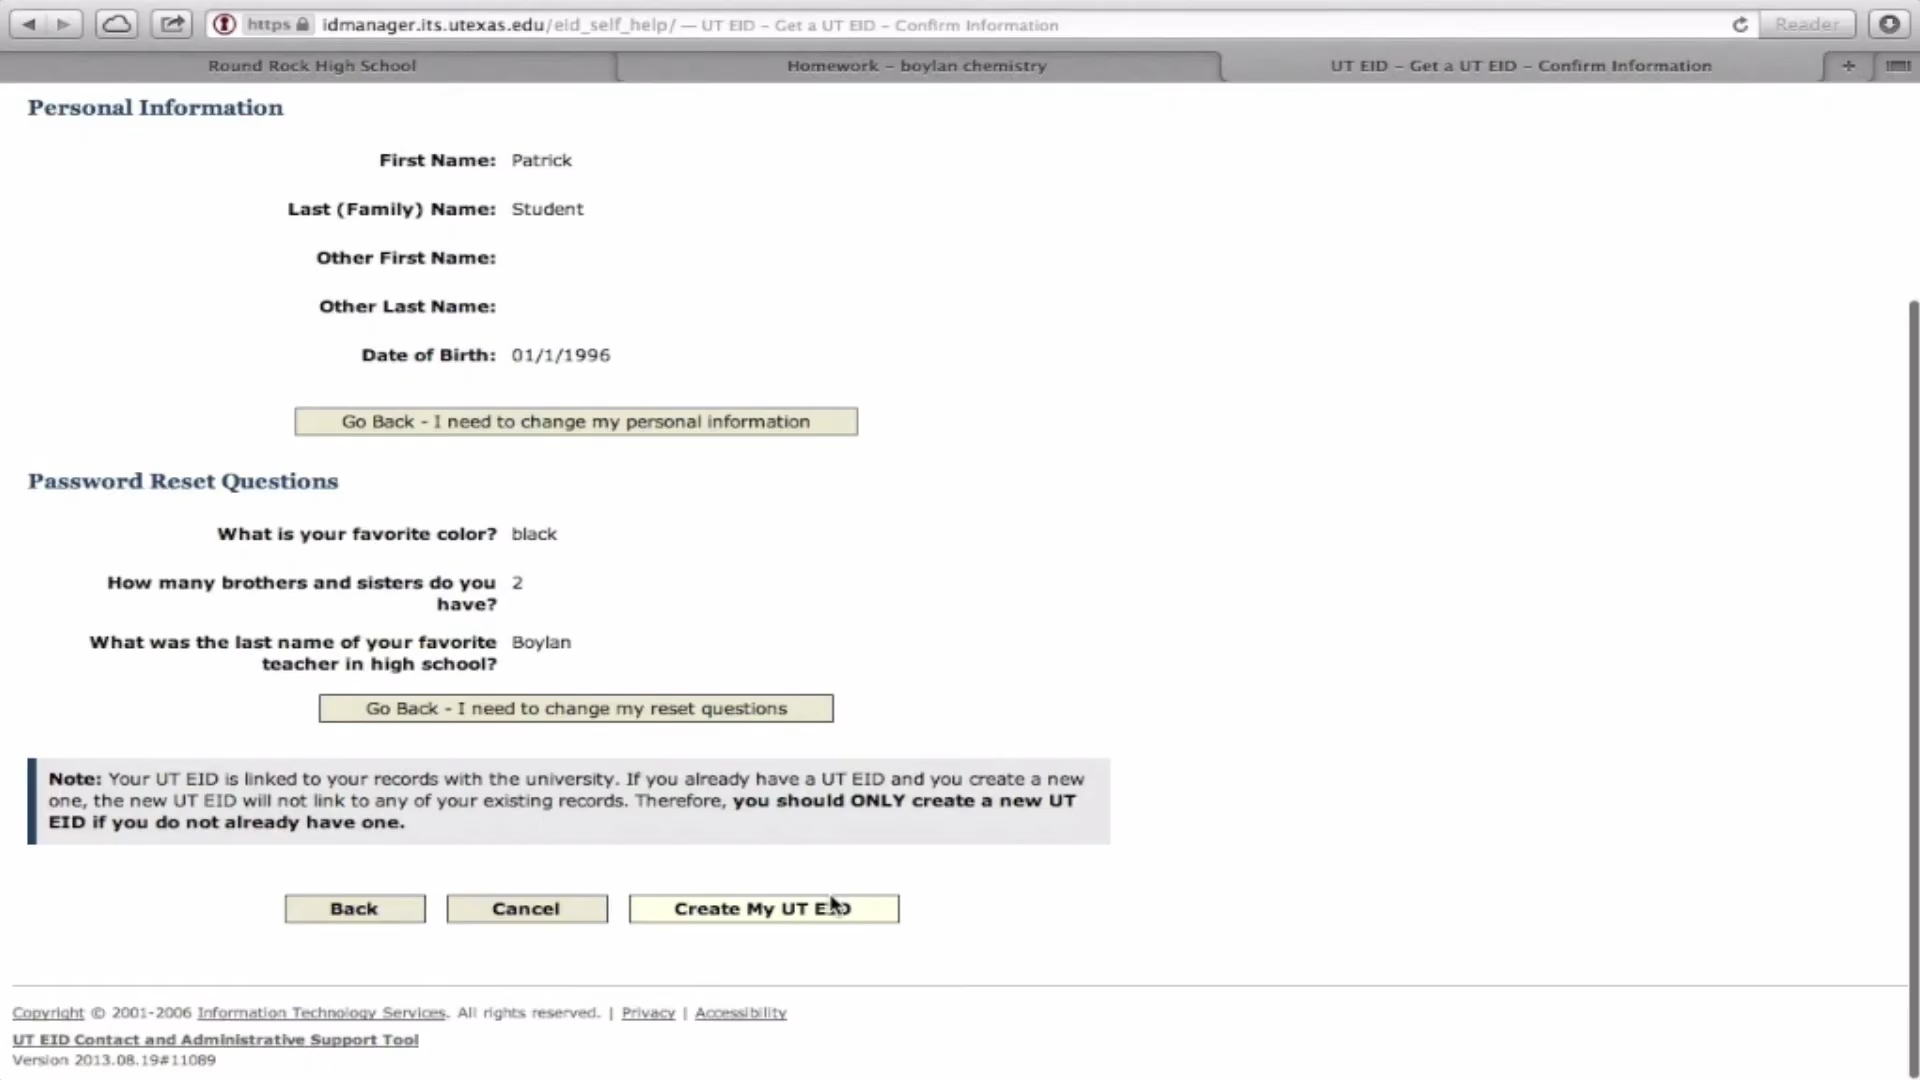 https idmanager.its.utexas.edu/eid_self_help/ — UT EID – Get a UT EID – Confirm Information Reader
Round Rock High School Homework – boylan chemistry UT EID – Get a UT EID – Confirm Information +
Personal Information
First Name: Patrick
Last (Family) Name: Student
Other First Name:
Other Last Name:
Date of Birth: 01/1/1996
Go Back - I need to change my personal information
Password Reset Questions
What is your favorite color? black
How many brothers and sisters do you 2
have?
What was the last name of your favorite Boylan
teacher in high school?
Go Back - I need to change my reset questions
Note: Your UT EID is linked to your records with the university. If you already have a UT EID and you create a new
one, the new UT EID will not link to any of your existing records. Therefore, you should ONLY create a new UT
EID if you do not already have one.
Back Cancel Create My UT EID
Copyright © 2001-2006 Information Technology Services. All rights reserved. | Privacy | Accessibility
UT EID Contact and Administrative Support Tool
Version 2013.08.19#11089